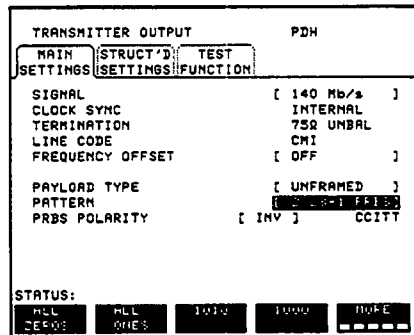 TRANSMITTER OUTPUT PDH
MAIN STRUCT'D TEST
SETTINGS SETTINGS FUNCTION
SIGNAL [ 140 Mb/s ]
CLOCK SYNC INTERNAL
TERMINATION 75Ω UNBAL
LINE CODE CMI
FREQUENCY OFFSET [ OFF ]
PAYLOAD TYPE [ UNFRAMED ]
PATTERN [ PRBS ]
PRBS POLARITY [ INV ] CCITT
STATUS:
ALL ALL 1010 1000 MORE
ZEROS ONES